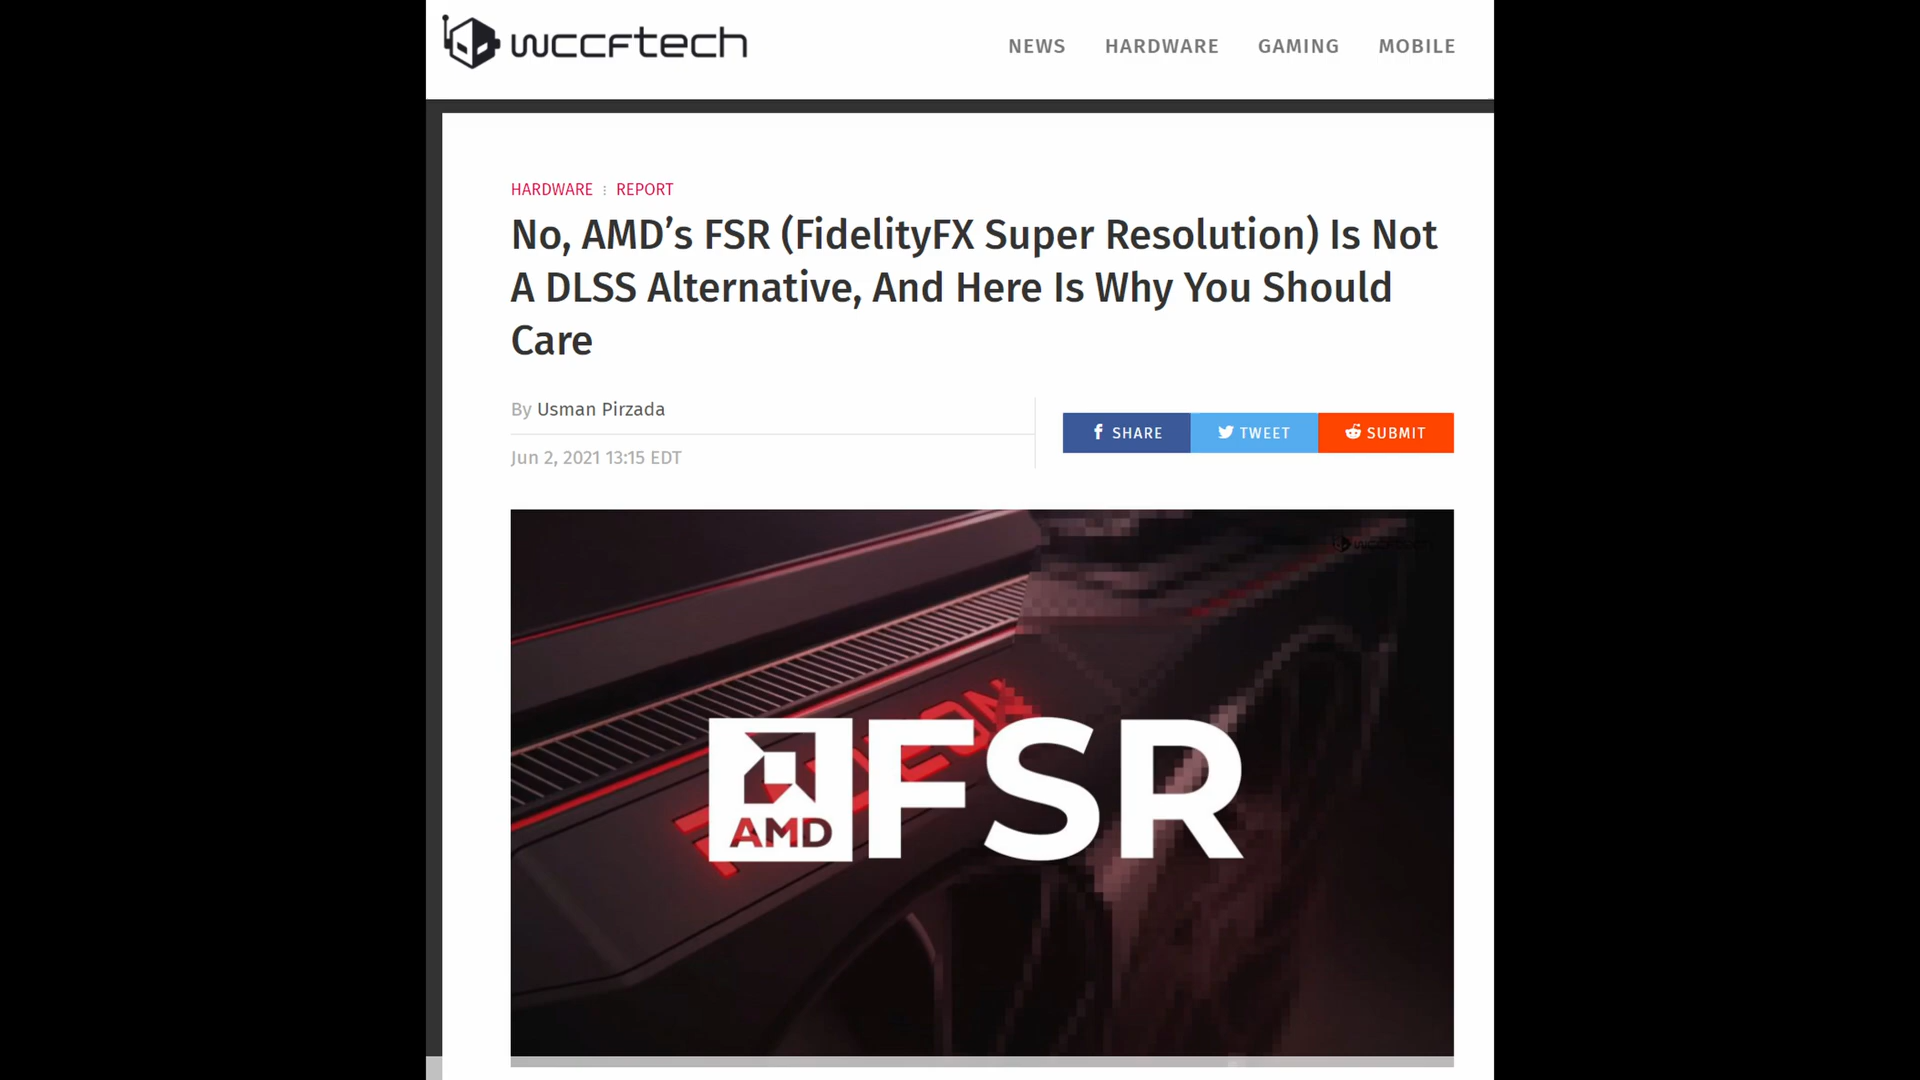 wccftech
NEWS HARDWARE GAMING MOBILE
HARDWARE : REPORT
No, AMD’s FSR (FidelityFX Super Resolution) Is Not
A DLSS Alternative, And Here Is Why You Should
Care
By Usman Pirzada
Jun 2, 2021 13:15 EDT
SHARE TWEET SUBMIT
wccftech
RADEON
AMD FSR